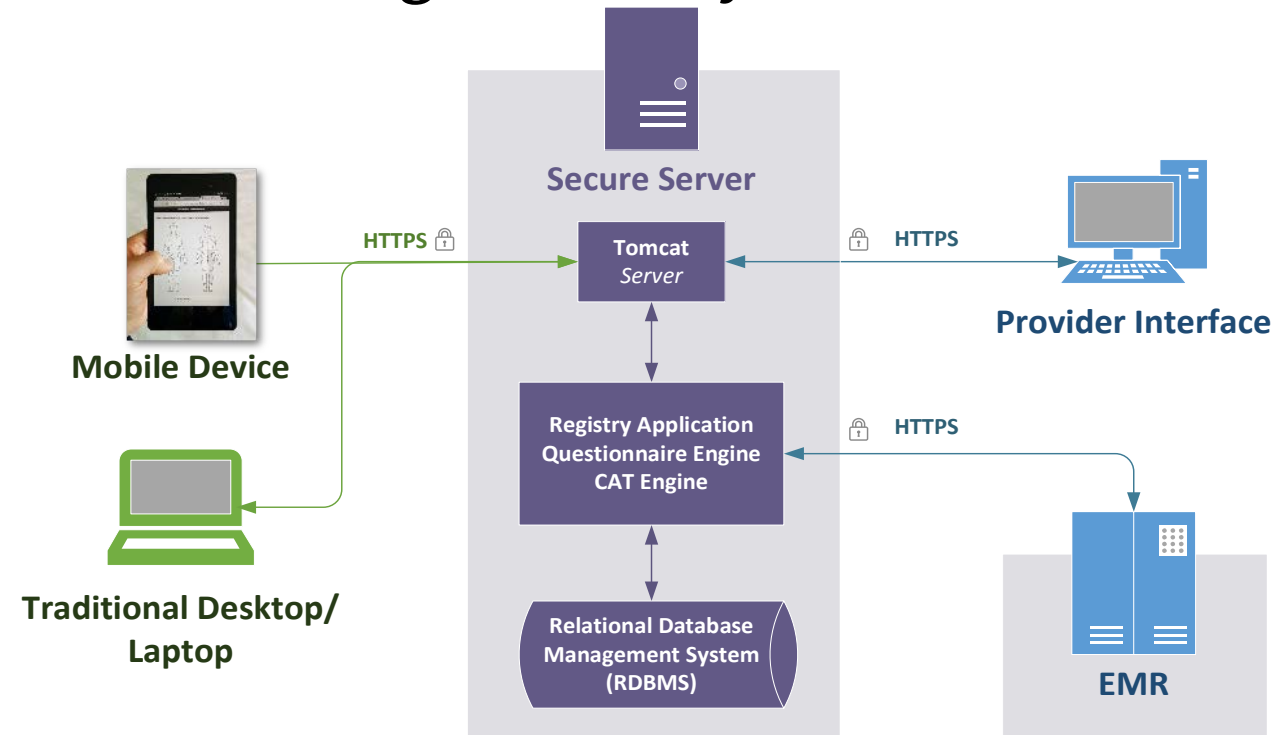 Secure Server
HTTPS
Tomcat
Server
HTTPS
Mobile Device
Provider Interface
Registry Application
Questionnaire Engine
CAT Engine
HTTPS
Traditional Desktop/
Laptop
Relational Database
Management System
(RDBMS)
EMR